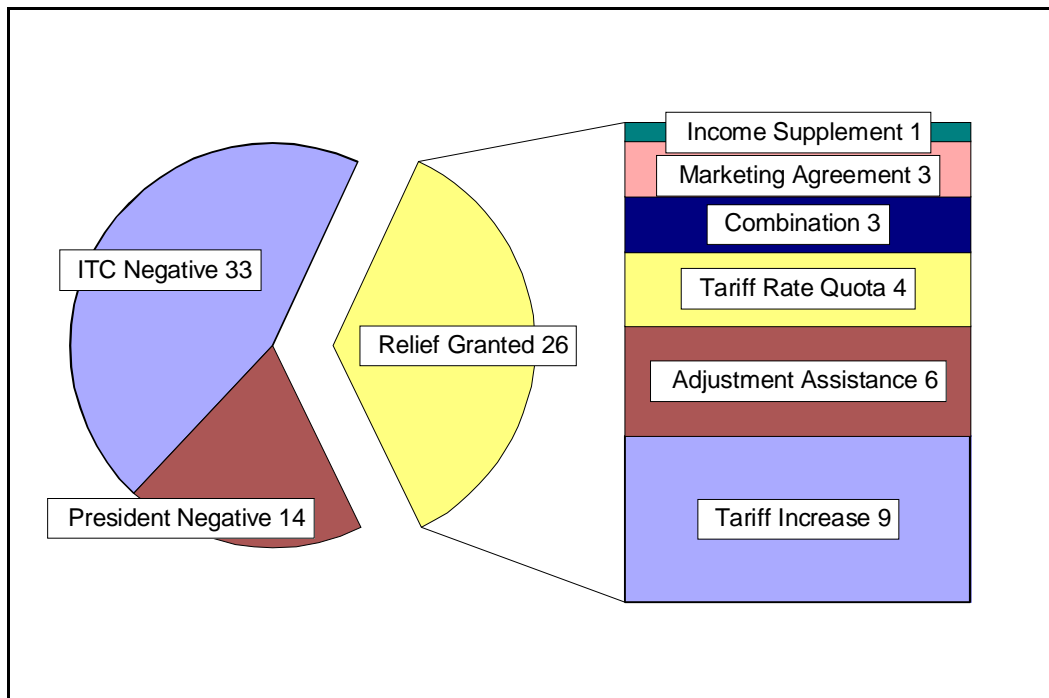 ITC Negative 33
President Negative 14
Relief Granted 26
Income Supplement 1
Marketing Agreement 3
Combination 3
Tariff Rate Quota 4
Adjustment Assistance 6
Tariff Increase 9